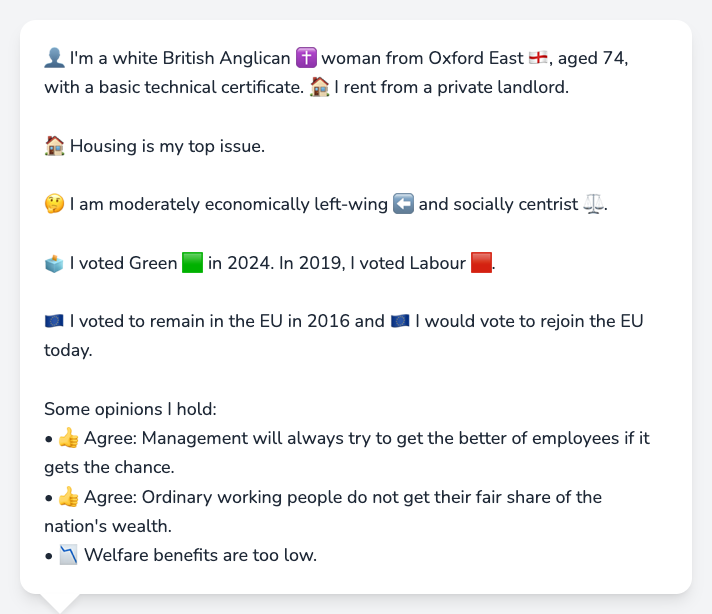 👤 I'm a white British Anglican ✝️ woman from Oxford East 🏴󠁧󠁢󠁥󠁮󠁧󠁿, aged 74,
with a basic technical certificate. 🏠 I rent from a private landlord.
🏠 Housing is my top issue.
🤔 I am moderately economically left-wing ⬅️ and socially centrist ⚖️.
🗳️ I voted Green 🟩 in 2024. In 2019, I voted Labour 🟥.
🇪🇺 I voted to remain in the EU in 2016 and 🇪🇺 I would vote to rejoin the EU
today.
Some opinions I hold:
• 👍 Agree: Management will always try to get the better of employees if it
gets the chance.
• 👍 Agree: Ordinary working people do not get their fair share of the
nation's wealth.
• 📉 Welfare benefits are too low.